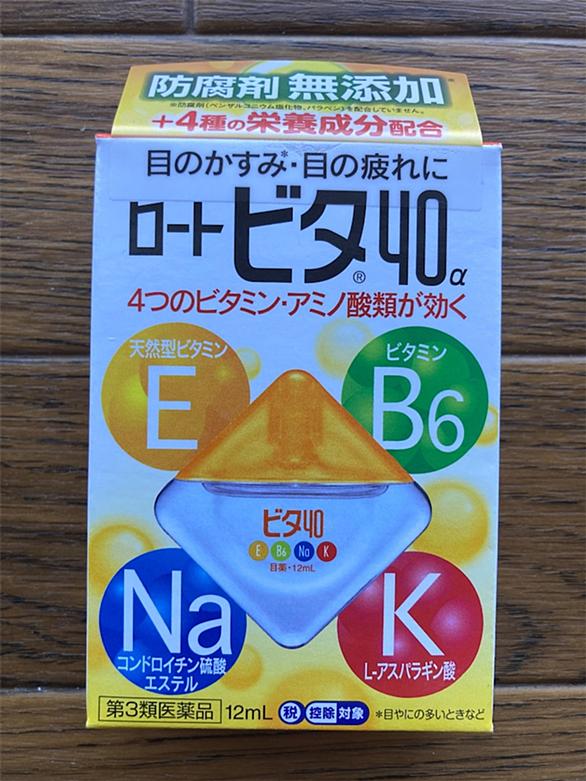 防腐剤 無添加*
※防腐剤(ベンザルコニウム塩化物、パラベン)を配合していません。
+4種の栄養成分配合
目のかすみ*・目の疲れに
ロートビタ40α
®
4つのビタミン・アミノ酸類が効く
天然型ビタミン
E
ビタミン
B6
ビタ40
E B6 Na K
目薬・12mL
Na
コンドロイチン硫酸
エステル
K
L-アスパラギン酸
第3類医薬品 12mL 税 控除 対象 *目やにの多いときなど